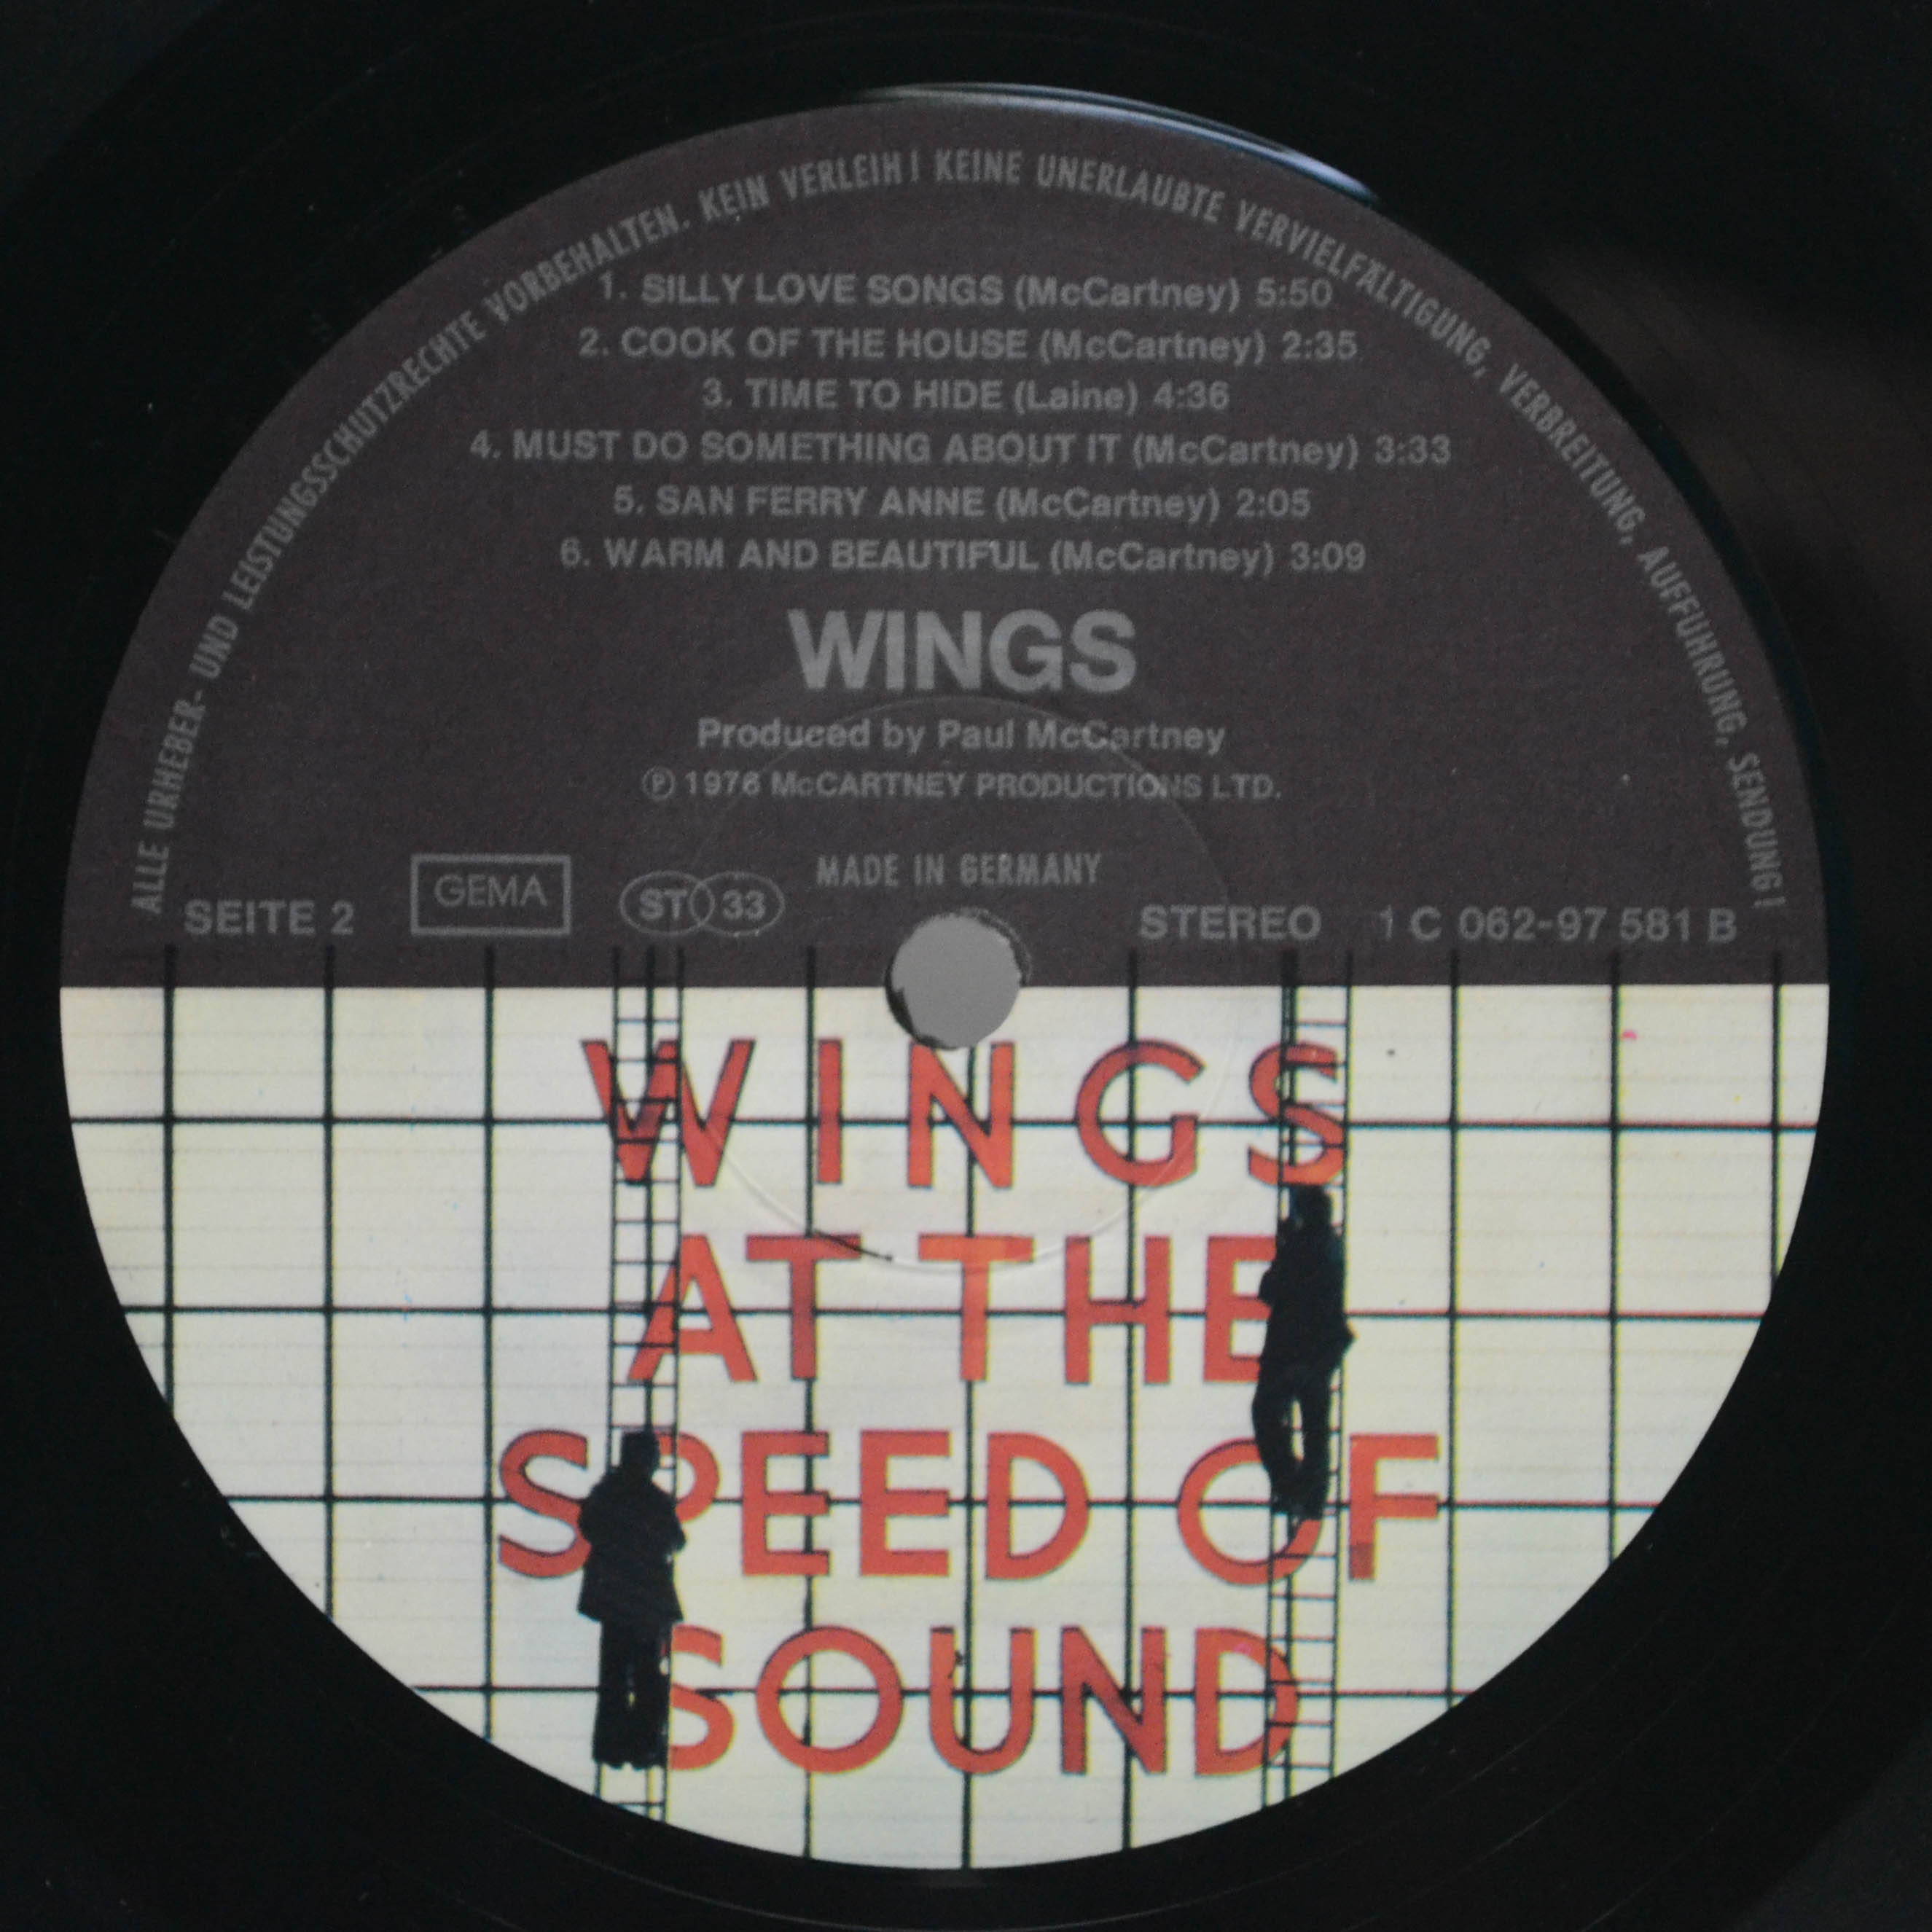 ALLE URHEBER- UND LEISTUNGSSCHUTZRECHTE VORBEHALTEN. KEIN VERLEIH! KEINE UNERLAUBTE VERVIELFÄLTIGUNG, VERBREITUNG, AUFFÜHRUNG, SENDUNG!
1. SILLY LOVE SONGS (McCartney) 5:50
2. COOK OF THE HOUSE (McCartney) 2:35
3. TIME TO HIDE (Laine) 4:36
4. MUST DO SOMETHING ABOUT IT (McCartney) 3:33
5. SAN FERRY ANNE (McCartney) 2:05
6. WARM AND BEAUTIFUL (McCartney) 3:09
WINGS
Produced by Paul McCartney
℗ 1976 McCARTNEY PRODUCTIONS LTD.
MADE IN GERMANY
SEITE 2 GEMA ST 33 STEREO 1 C 062-97 581 B
WINGS
AT THE
SPEED OF
SOUND